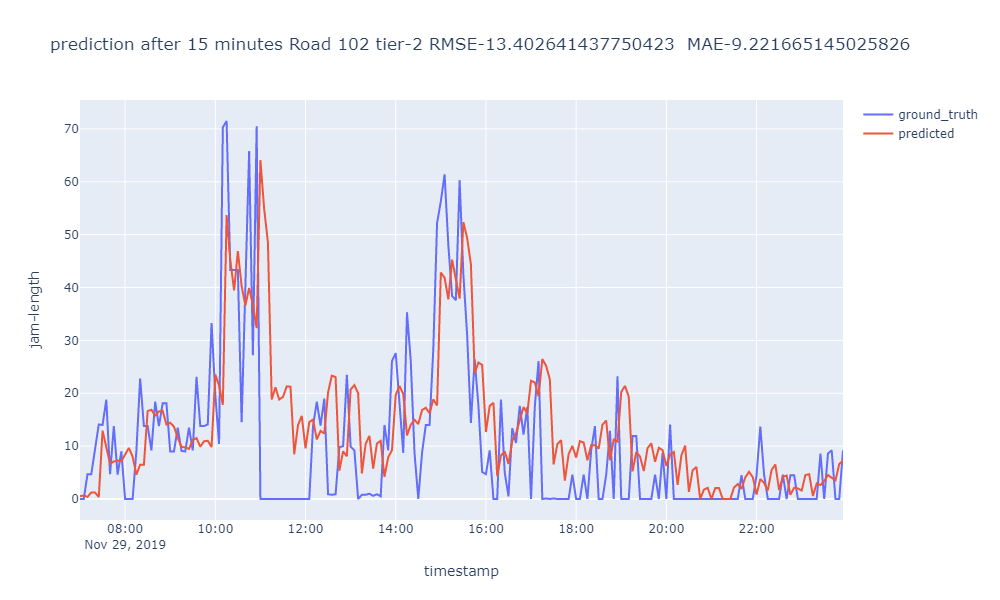 prediction after 15 minutes Road 102 tier-2 RMSE-13.402641437750423  MAE-9.221665145025826
ground_truth
predicted
70
60
50
40
30
20
10
0
jam-length
08:00 10:00 12:00 14:00 16:00 18:00 20:00 22:00
Nov 29, 2019
timestamp